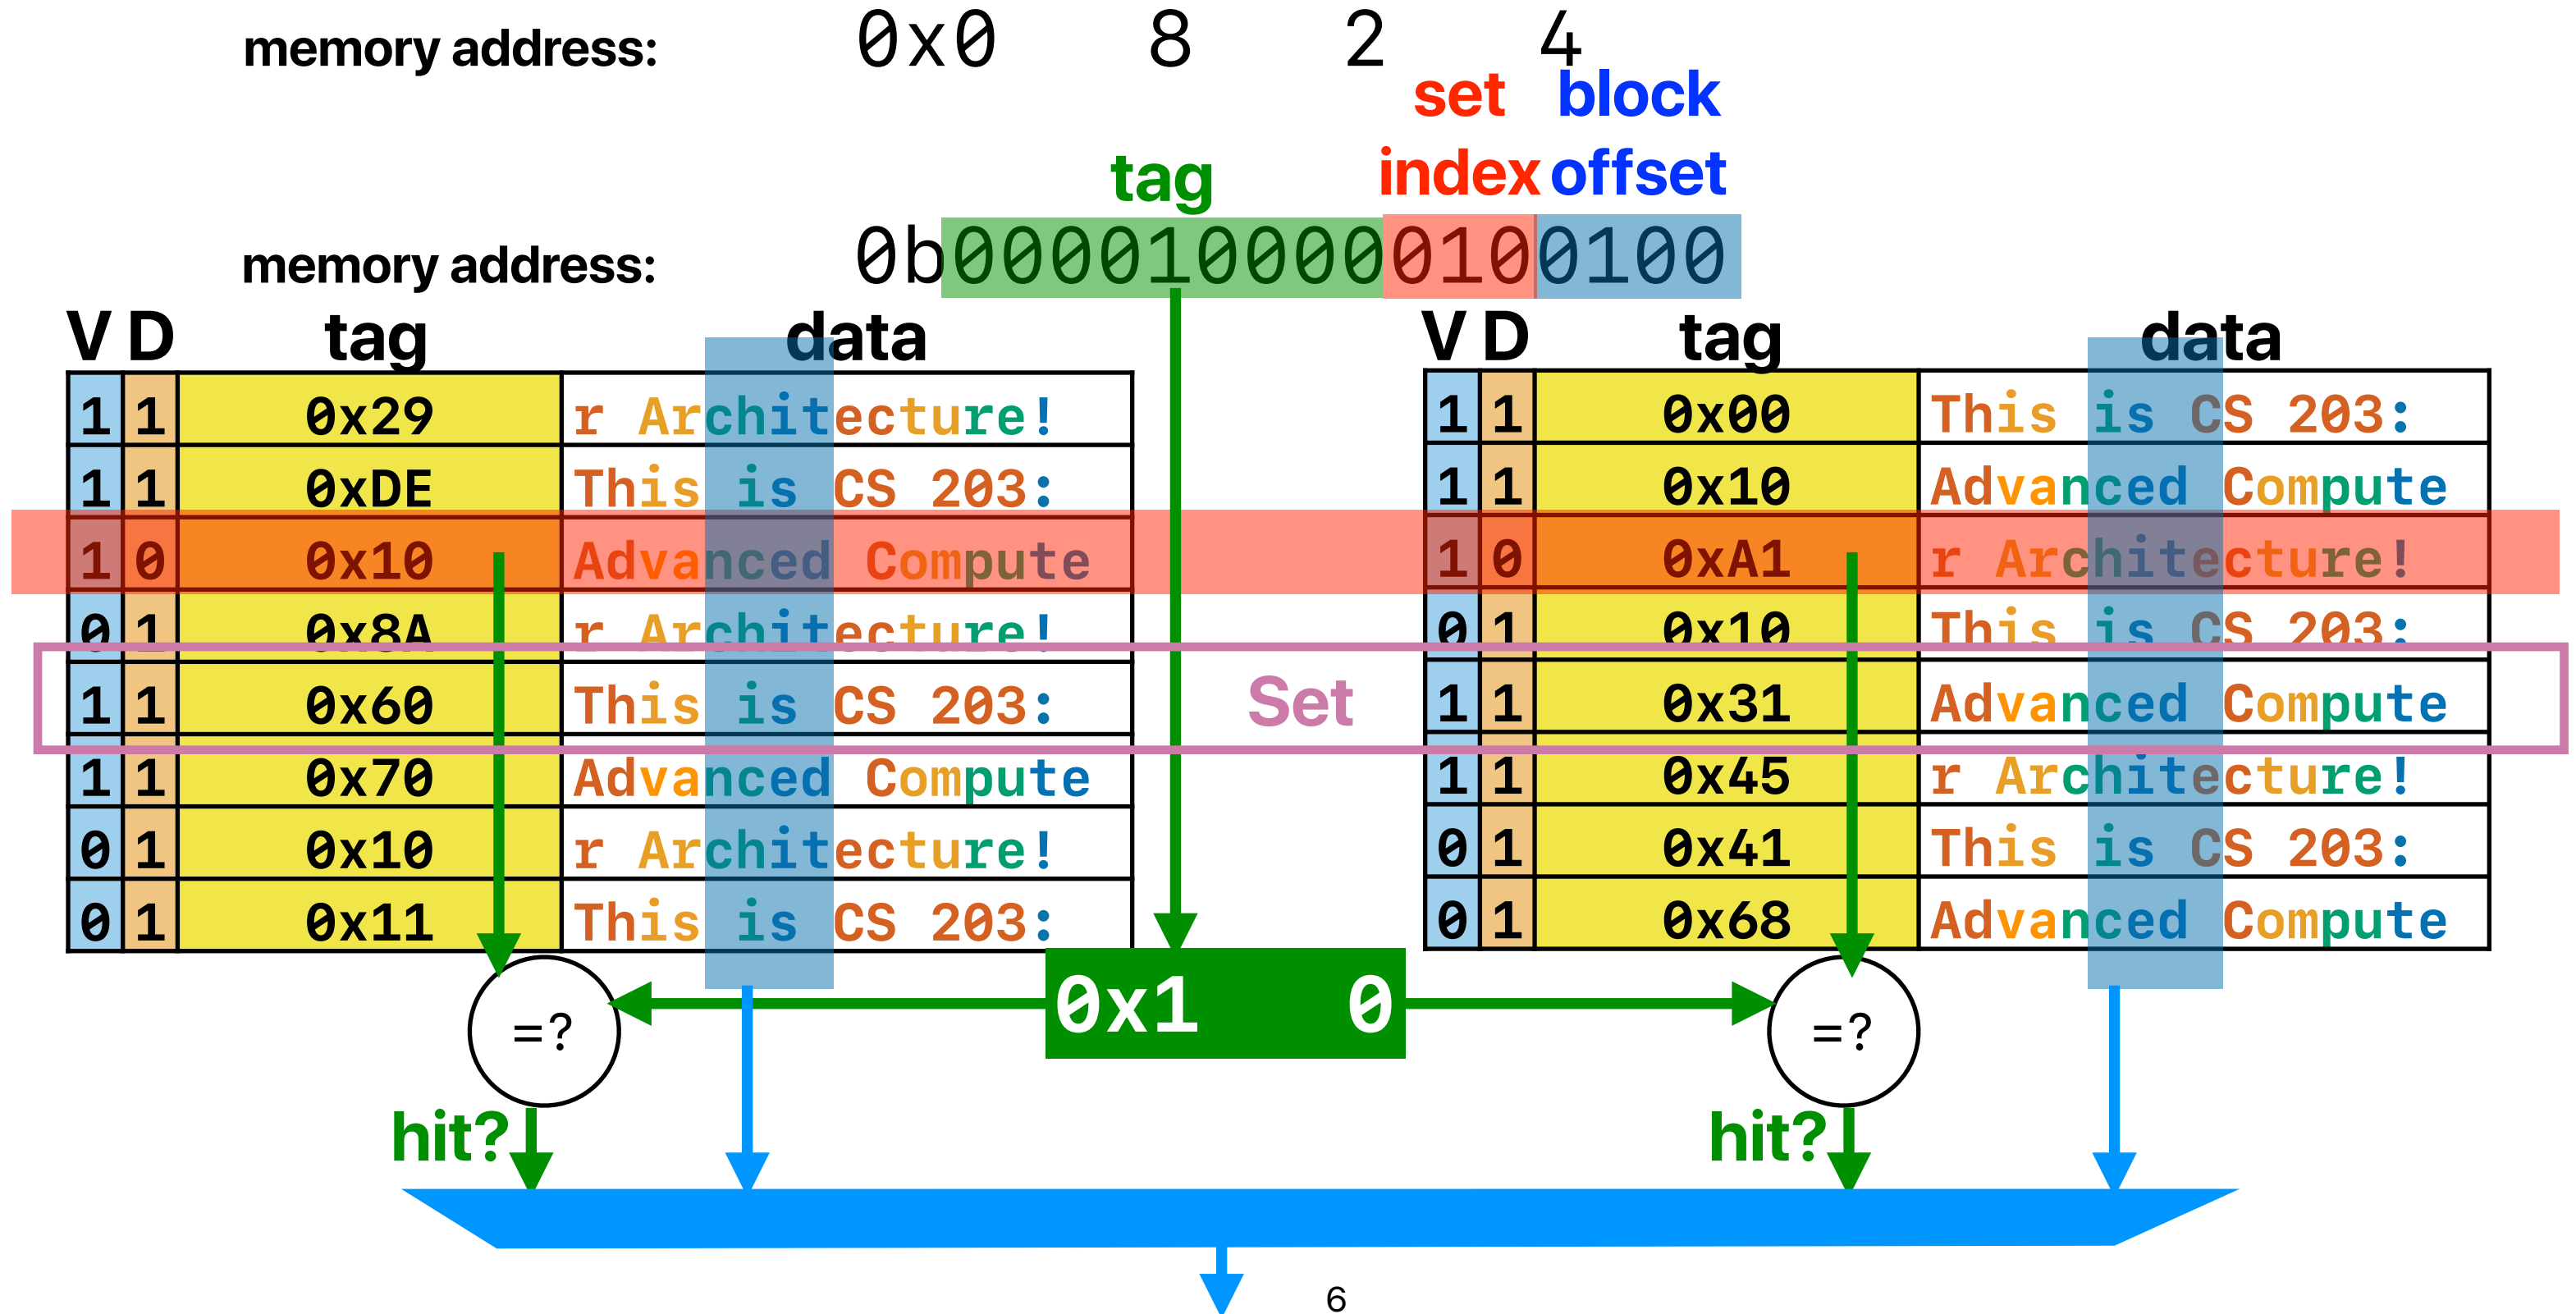 memory address: 0x0 8 2 4
set block
tag index offset
memory address: 0b0000100000100100
V D tag data V D tag data
1 1 0x29 r Architecture! 1 1 0x00 This is CS 203:
1 1 0xDE This is CS 203: 1 1 0x10 Advanced Compute
1 0 0x10 Advanced Compute 1 0 0xA1 r Architecture!
0 1 0x8A r Architecture! 0 1 0x10 This is CS 203:
1 1 0x60 This is CS 203: Set 1 1 0x31 Advanced Compute
1 1 0x70 Advanced Compute 1 1 0x45 r Architecture!
0 1 0x10 r Architecture! 0 1 0x41 This is CS 203:
0 1 0x11 This is CS 203: 0 1 0x68 Advanced Compute
=? 0x1 0 =?
hit? hit?
6